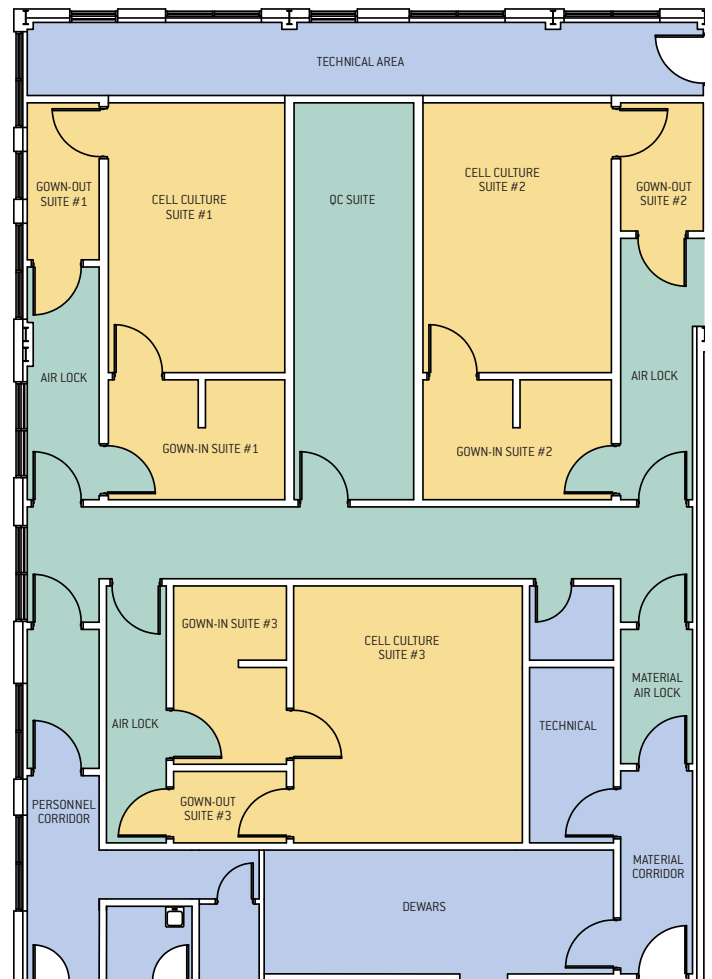 TECHNICAL AREA
GOWN-OUT
SUITE #1
CELL CULTURE
SUITE #1
QC SUITE
CELL CULTURE
SUITE #2
GOWN-OUT
SUITE #2
AIR LOCK
AIR LOCK
GOWN-IN SUITE #1
GOWN-IN SUITE #2
GOWN-IN SUITE #3
CELL CULTURE
SUITE #3
MATERIAL
AIR LOCK
AIR LOCK
TECHNICAL
PERSONNEL
CORRIDOR
GOWN-OUT
SUITE #3
MATERIAL
CORRIDOR
DEWARS